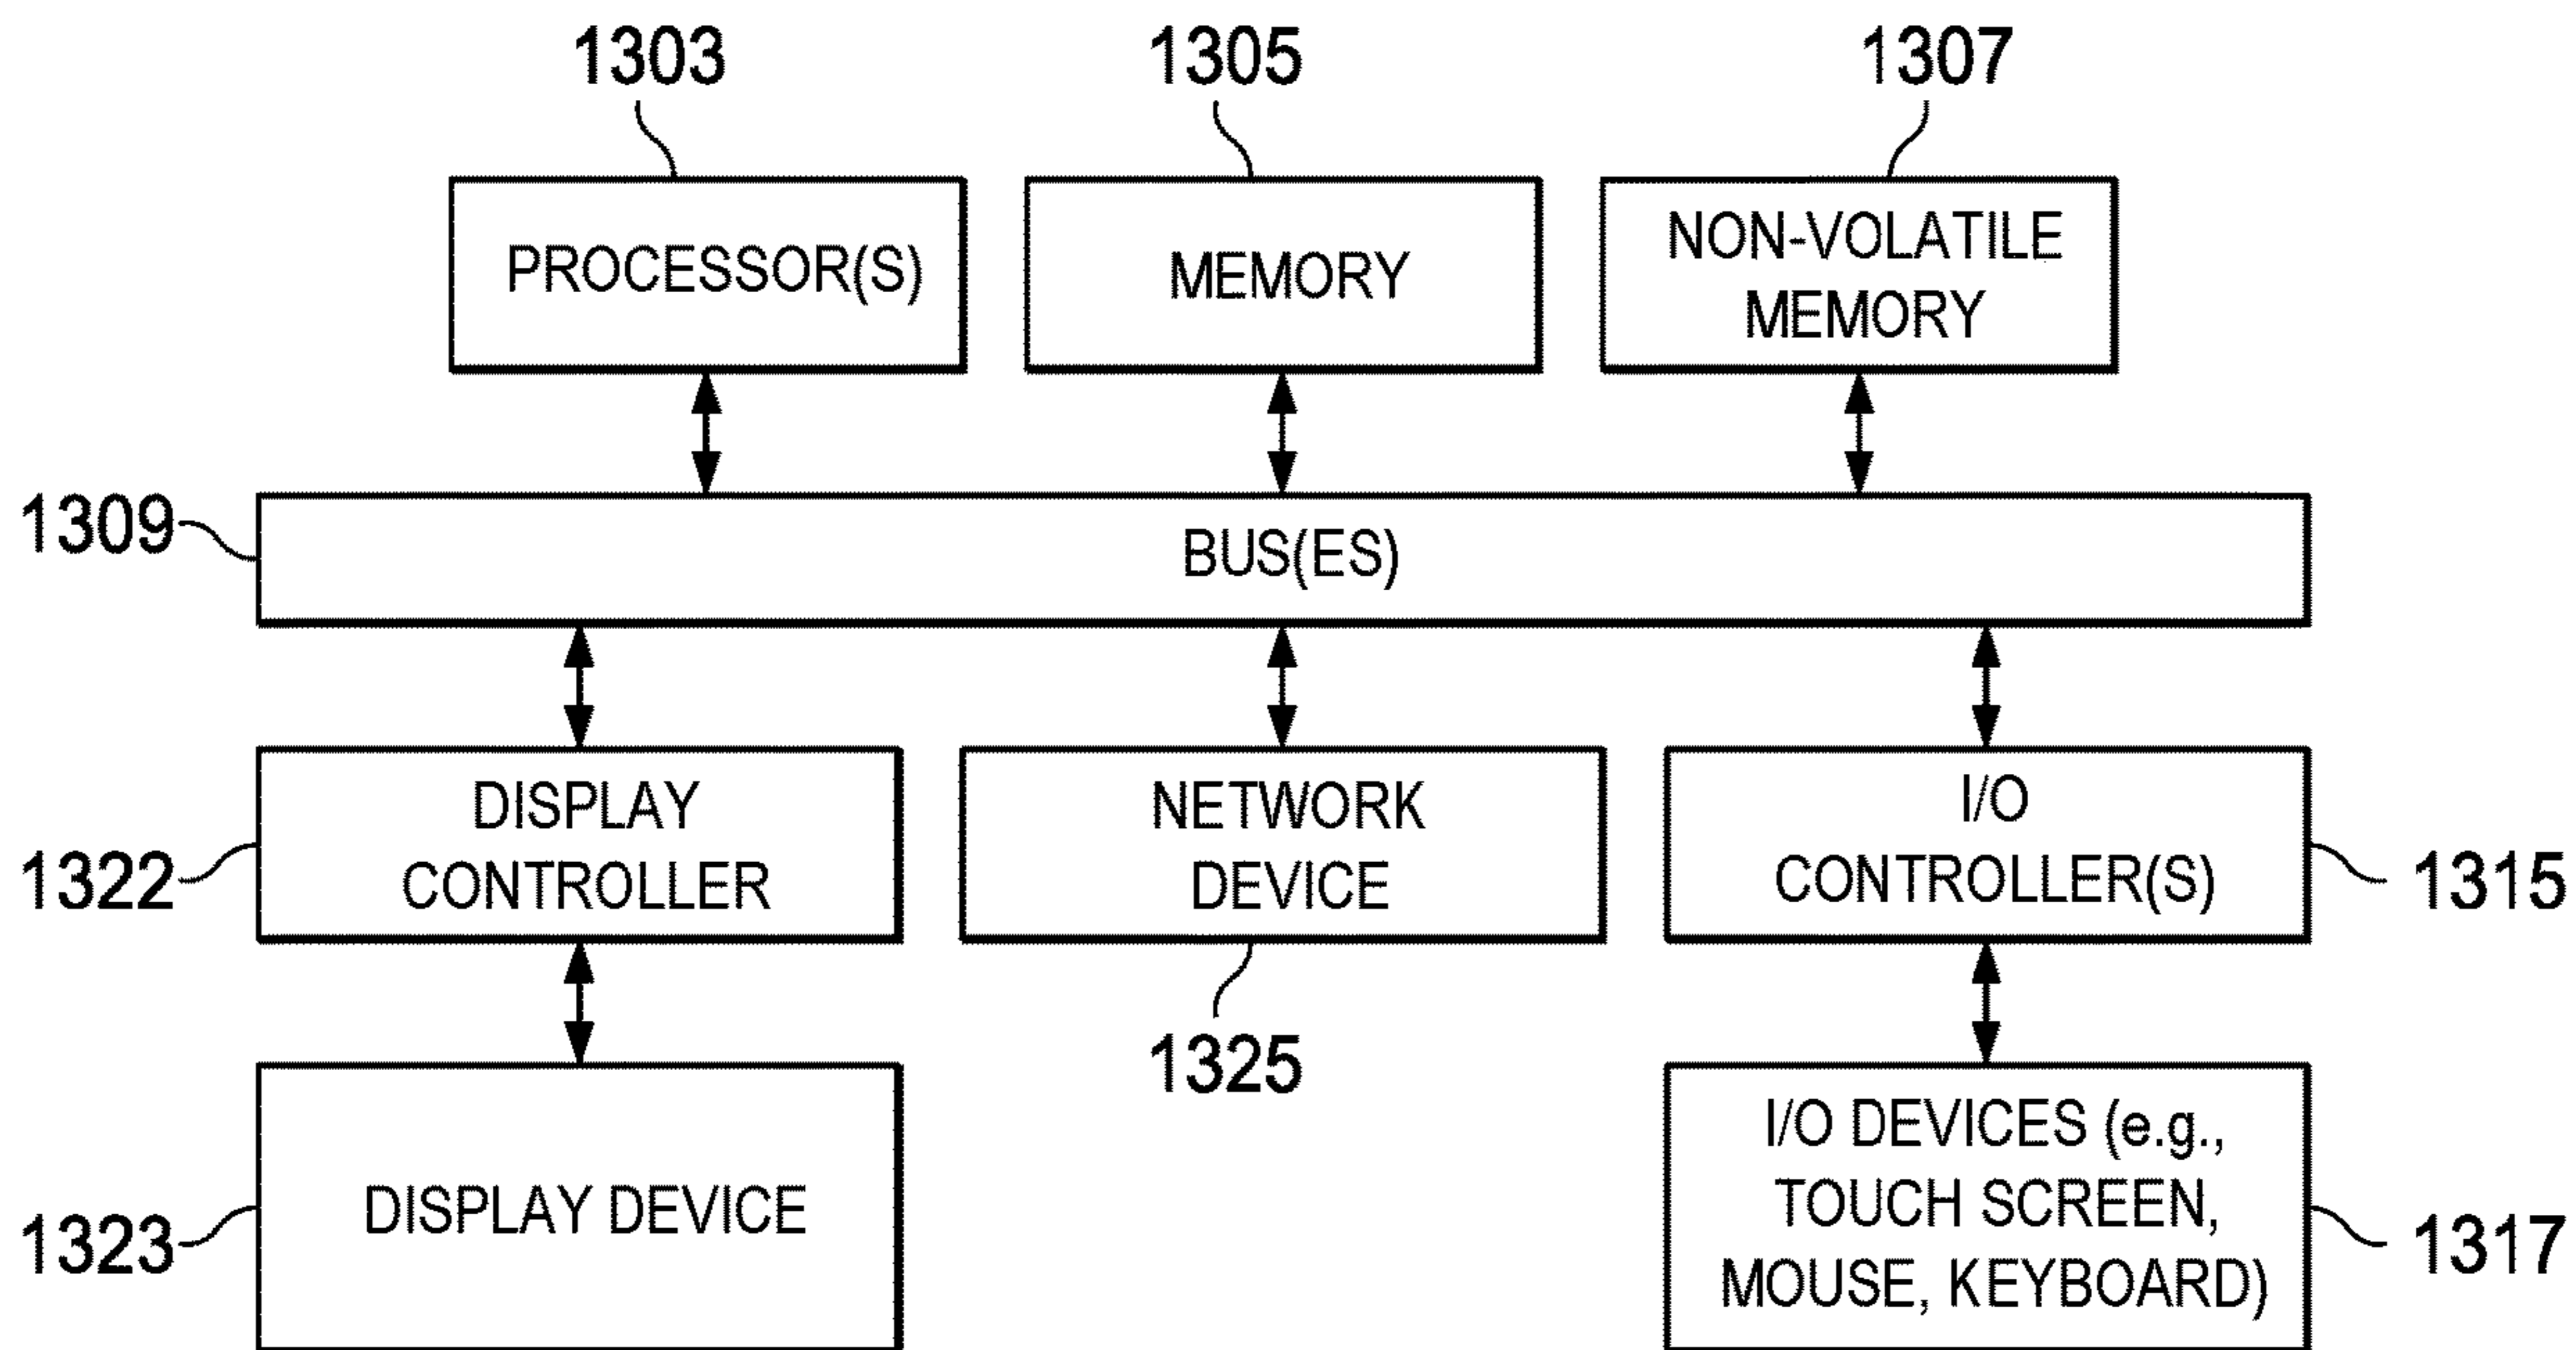 1303
1305
1307
PROCESSOR(S)
MEMORY
NON-VOLATILE
MEMORY
1309
BUS(ES)
DISPLAY
CONTROLLER
1322
NETWORK
DEVICE
1325
I/O
CONTROLLER(S)
1315
DISPLAY DEVICE
1323
I/O DEVICES (e.g.,
TOUCH SCREEN,
MOUSE, KEYBOARD)
1317